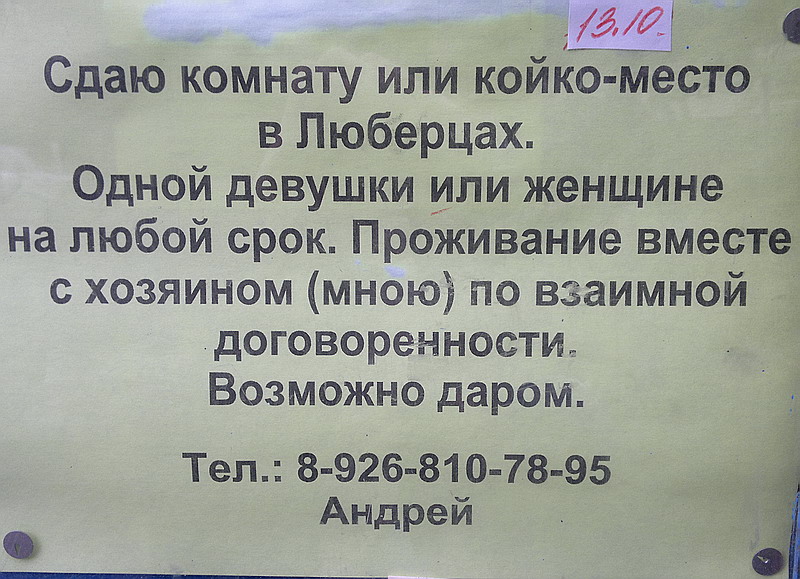 13.10.
Сдаю комнату или койко-место
в Люберцах.
Одной девушки или женщине
на любой срок. Проживание вместе
с хозяином (мною) по взаимной
договоренности.
Возможно даром.
Тел.: 8-926-810-78-95
Андрей